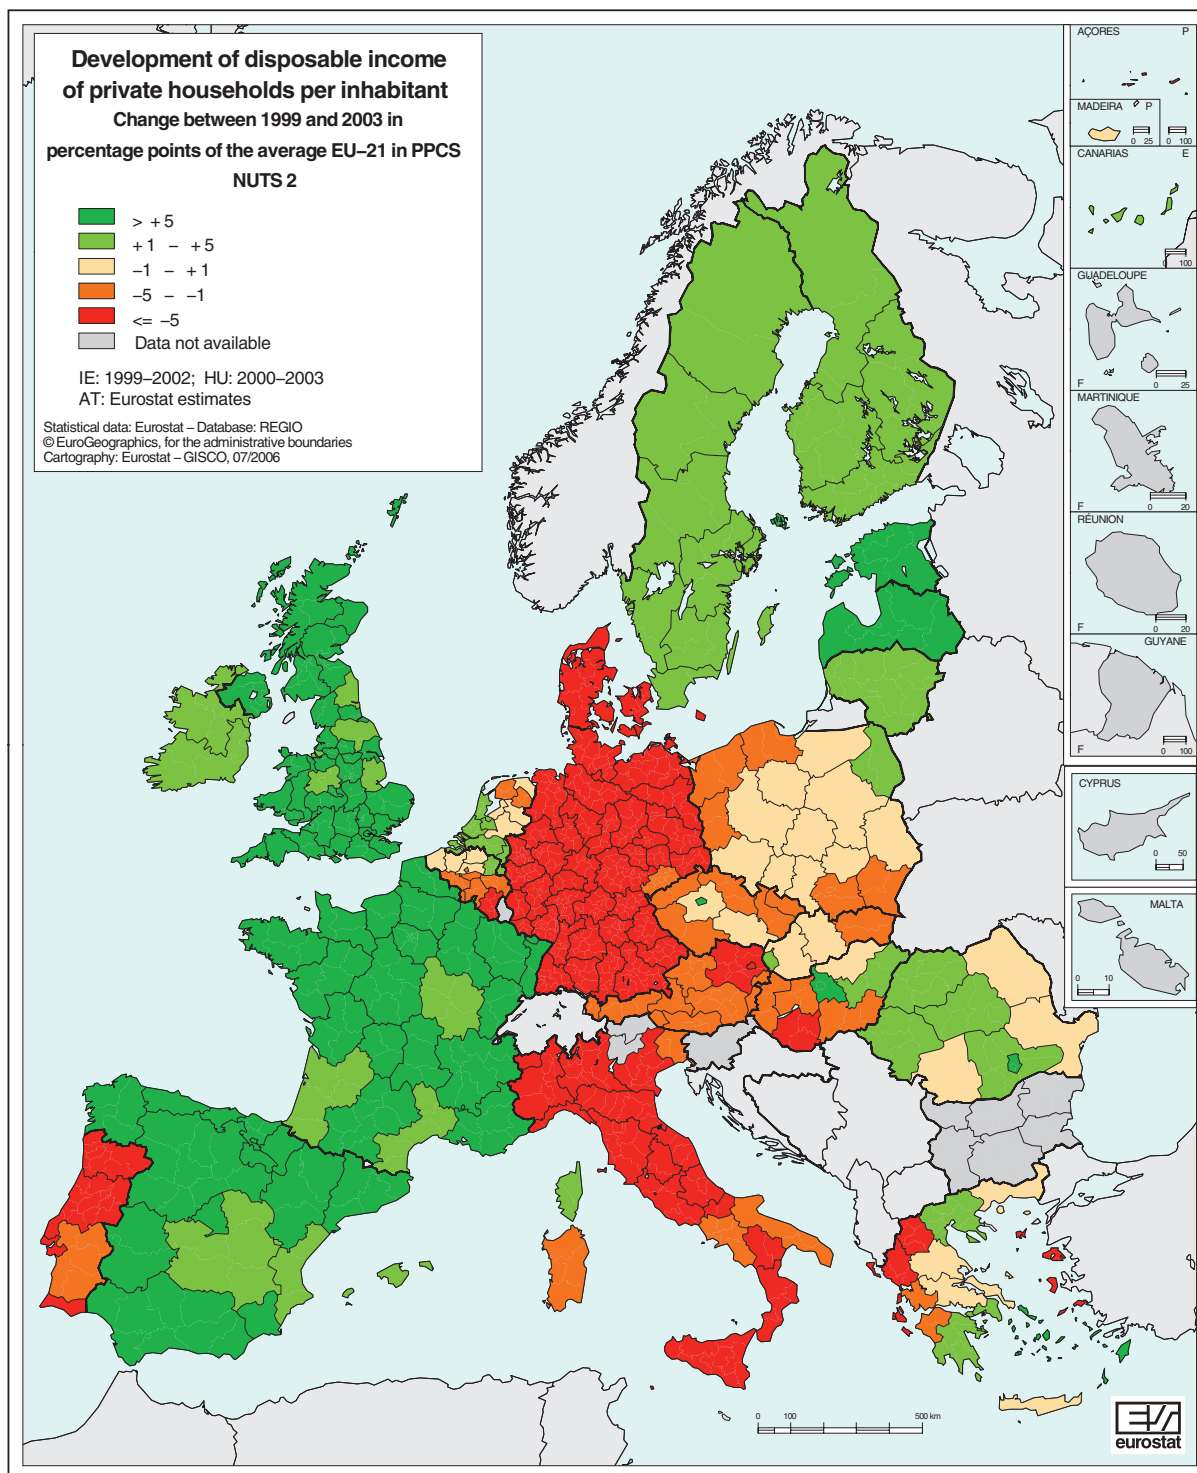 Development of disposable income
of private households per inhabitant
Change between 1999 and 2003 in
percentage points of the average EU–21 in PPCS
NUTS 2
> +5
+1 – +5
–1 – +1
–5 – –1
<= –5
Data not available
IE: 1999–2002; HU: 2000–2003
AT: Eurostat estimates
Statistical data: Eurostat – Database: REGIO
© EuroGeographics, for the administrative boundaries
Cartography: Eurostat – GISCO, 07/2006
AÇORES P
MADEIRA P
0 25
0 100
CANARIAS E
0 100
GUADELOUPE
F
0 25
MARTINIQUE
F
0 20
RÉUNION
F
0 20
GUYANE
F
0 100
CYPRUS
0 50
MALTA
0 10
0 100 500 km
eurostat